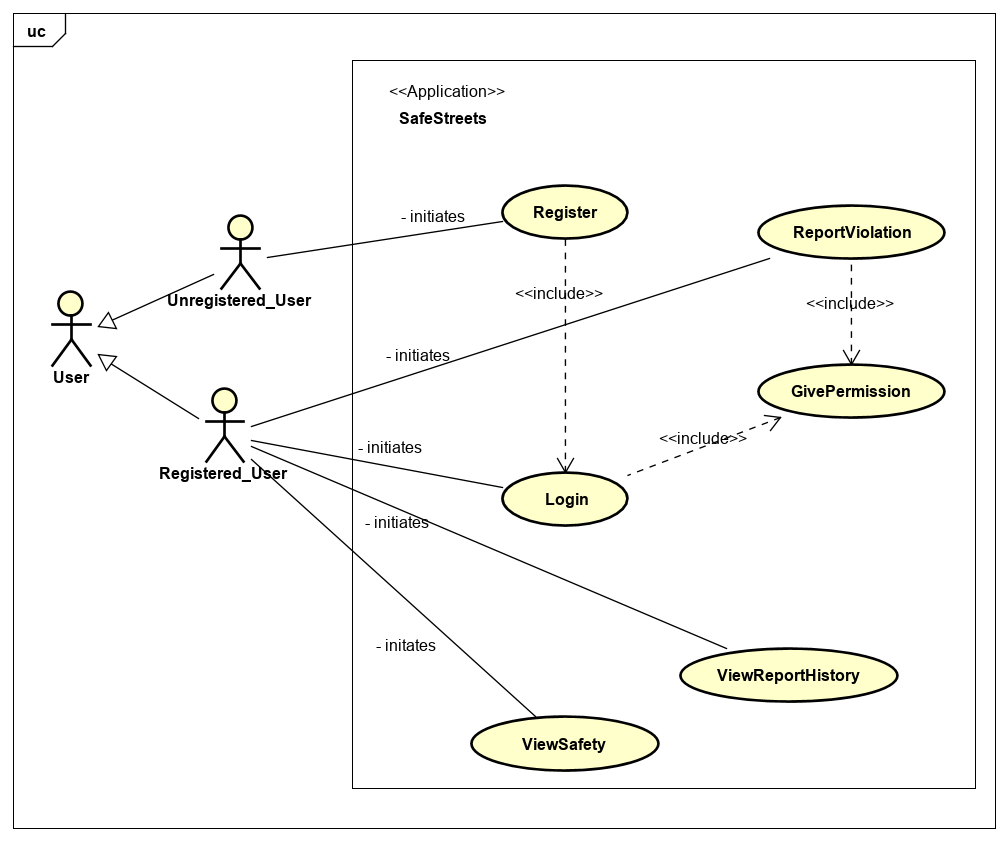 uc
<<Application>>
SafeStreets
Register
- initiates
ReportViolation
Unregistered_User
<<include>>
<<include>>
User
- initiates
GivePermission
<<include>>
- initiates
Registered_User
Login
- initiates
- initates
ViewReportHistory
ViewSafety